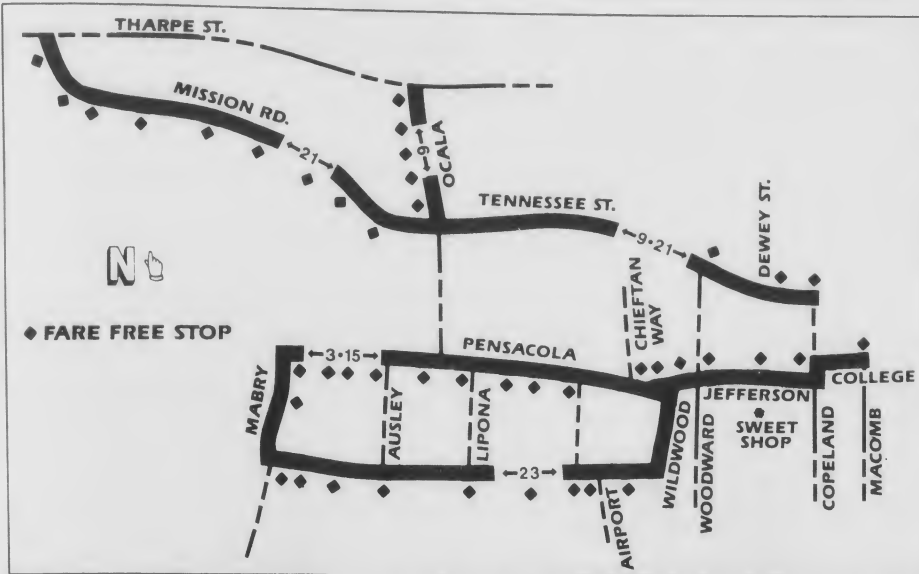 THARPE ST.
MISSION RD.
21
9
OCALA
TENNESSEE ST.
9•21
DEWEY ST.
N
CHIEFTAN
WAY
FARE FREE STOP
3•15
PENSACOLA
COLLEGE
JEFFERSON
MABRY
AUSLEY
LIPONA
SWEET
SHOP
WILDWOOD
WOODWARD
COPELAND
MACOMB
23
AIRPORT